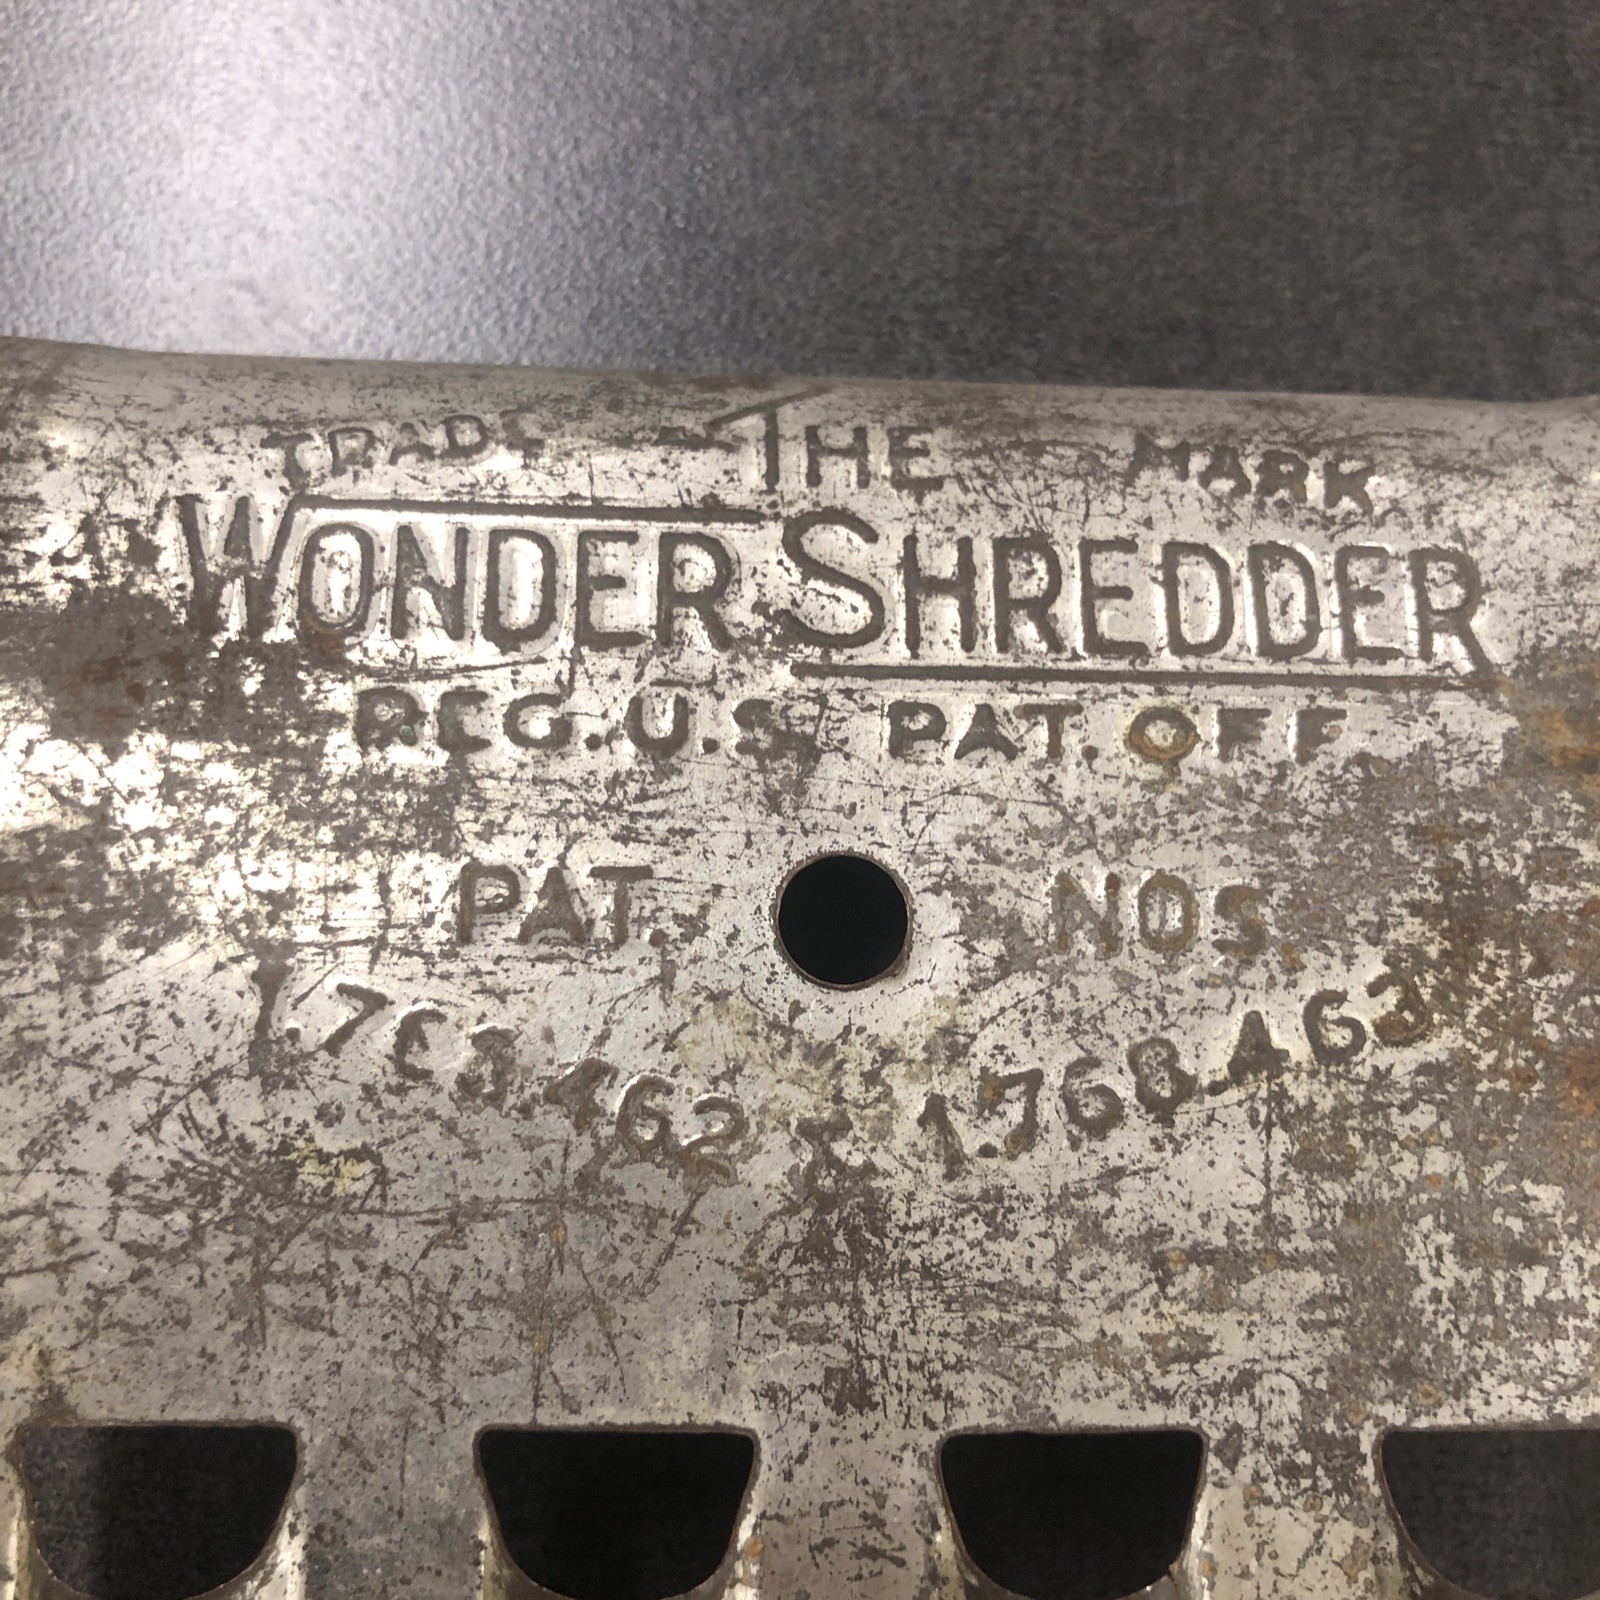 TRADE THE MARK
WONDER SHREDDER
REG. U.S. PAT. OFF.
PAT. NOS.
1.768.462 1.768.463